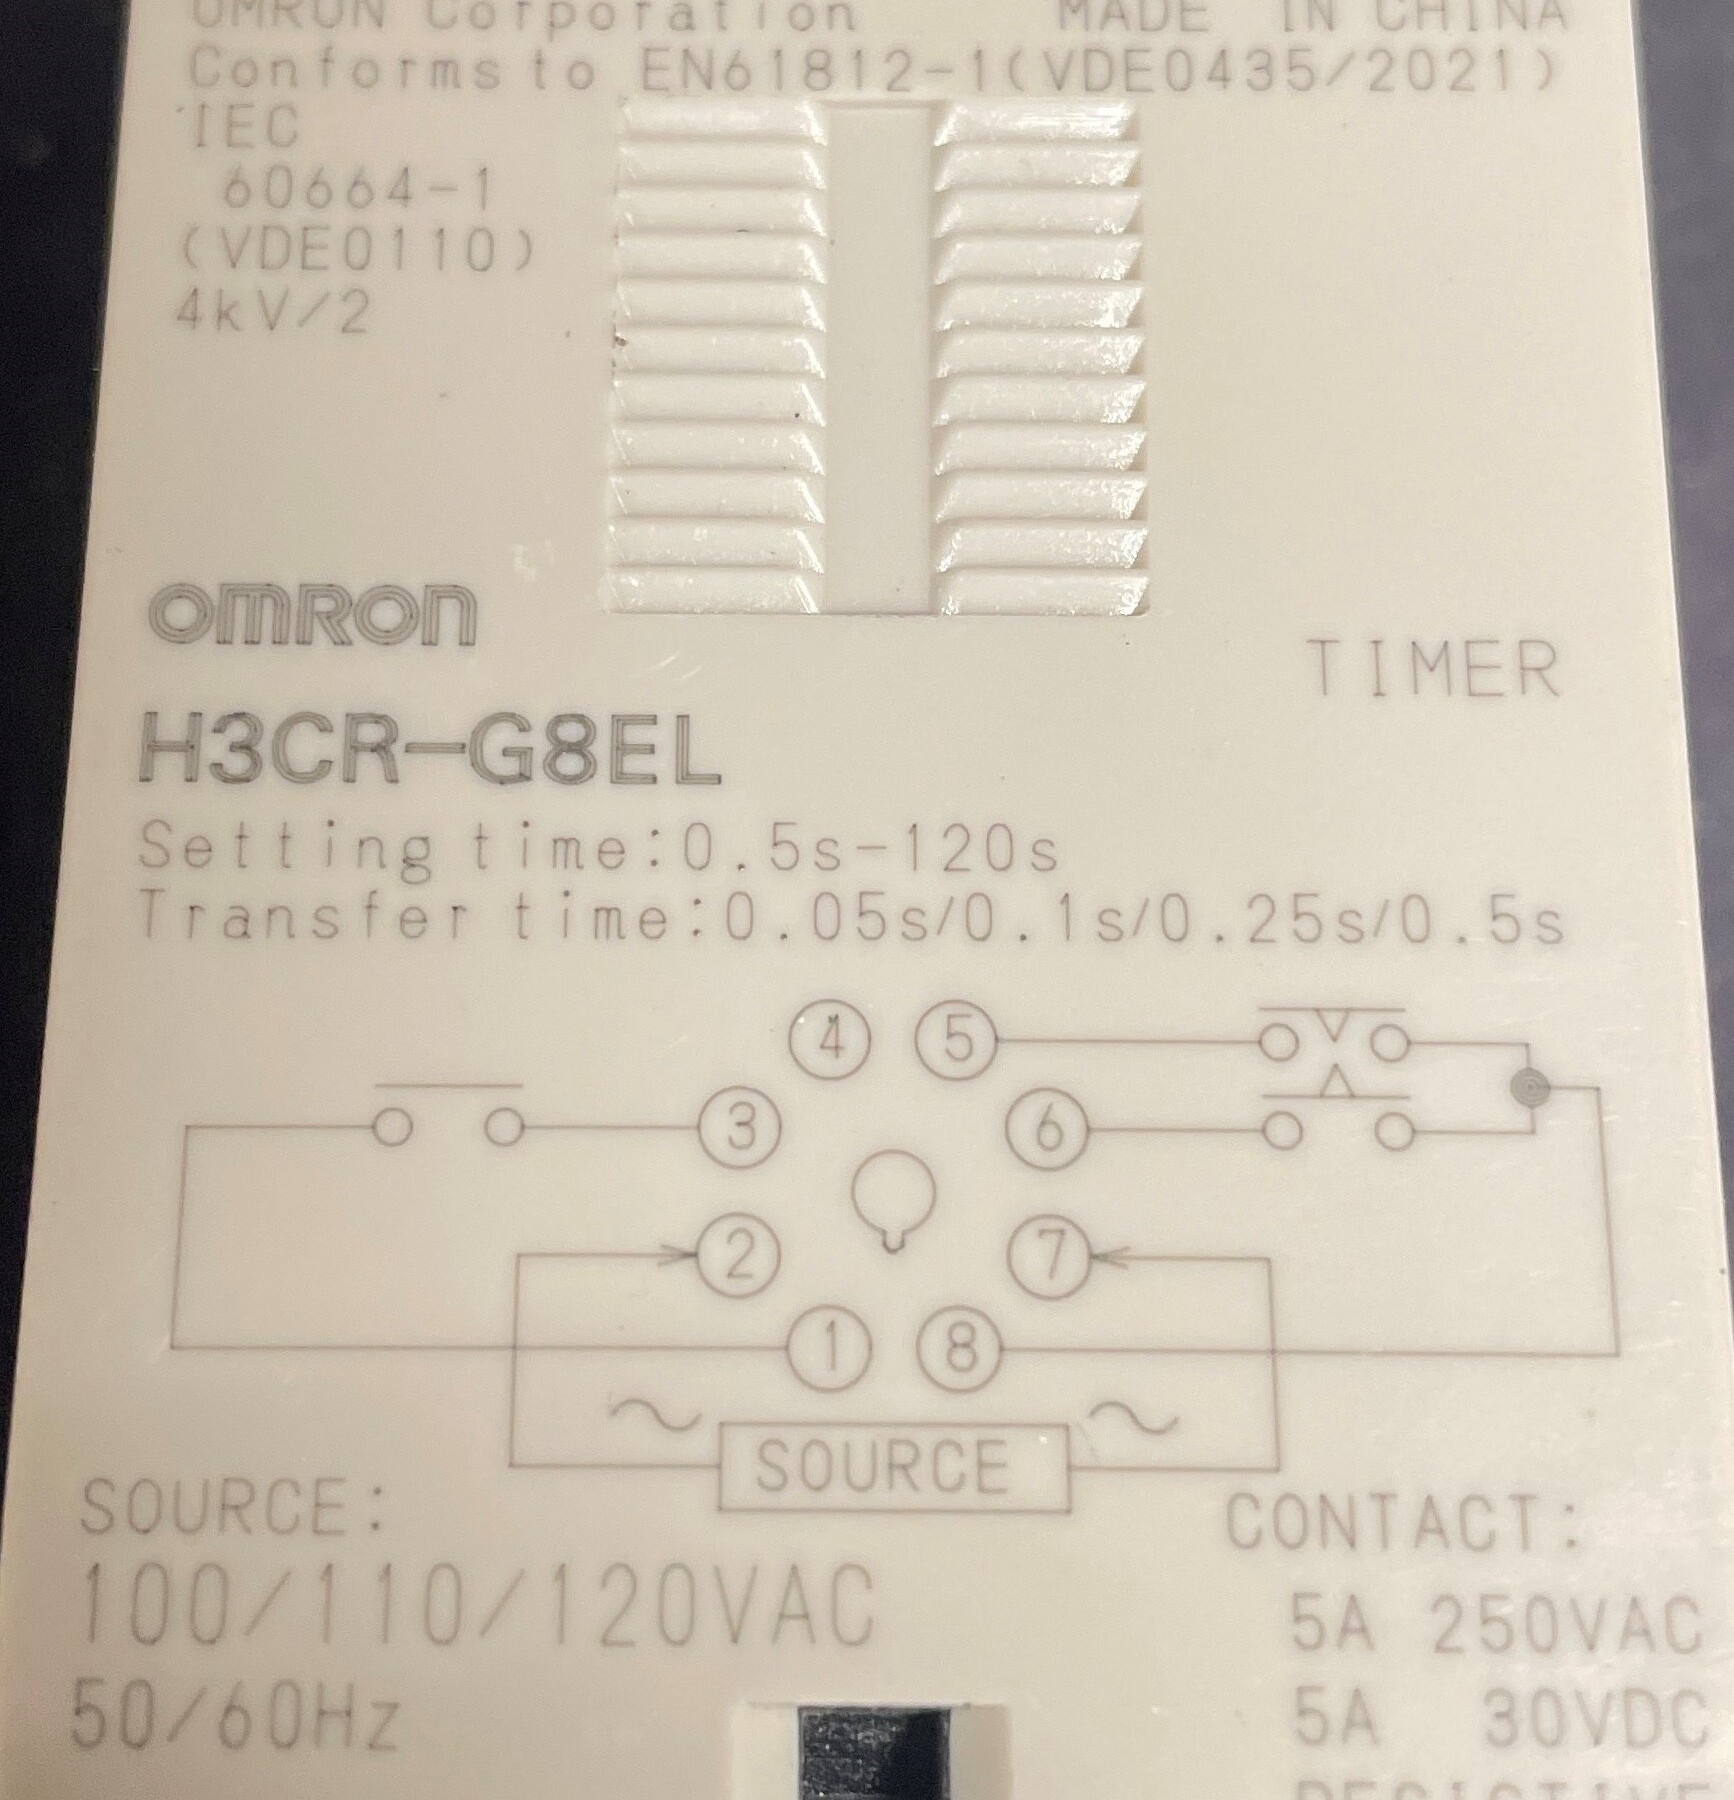 OMRON Corporation MADE IN CHINA
Conforms to EN61812-1(VDE0435/2021)
IEC
60664-1
(VDE0110)
4kV/2
OMRON
TIMER
H3CR-G8EL
Setting time:0.5s-120s
Transfer time:0.05s/0.1s/0.25s/0.5s
4 5
3 6
2 7
1 8
SOURCE
SOURCE:
100/110/120VAC
50/60Hz
CONTACT:
5A 250VAC
5A 30VDC
RESISTIVE